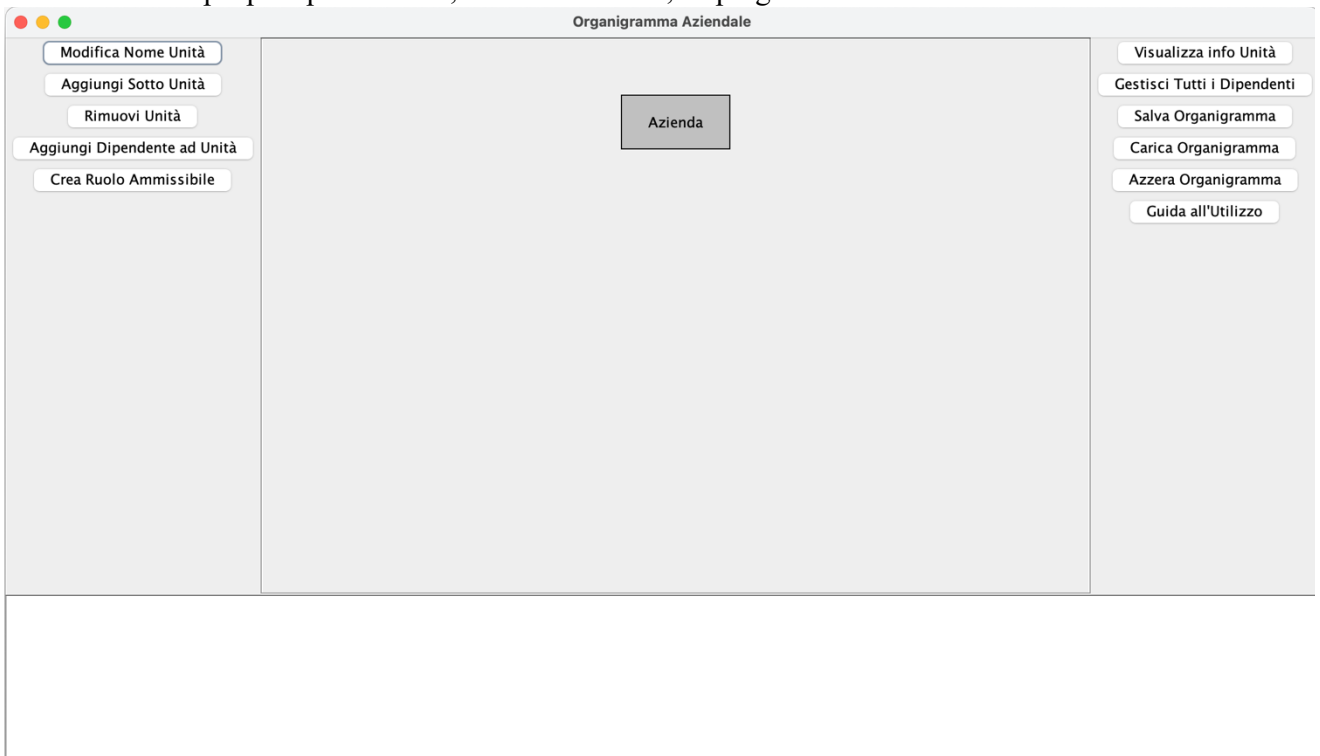 Organigramma Aziendale
Modifica Nome Unità
Aggiungi Sotto Unità
Rimuovi Unità
Aggiungi Dipendente ad Unità
Crea Ruolo Ammissibile
Azienda
Visualizza info Unità
Gestisci Tutti i Dipendenti
Salva Organigramma
Carica Organigramma
Azzera Organigramma
Guida all'Utilizzo